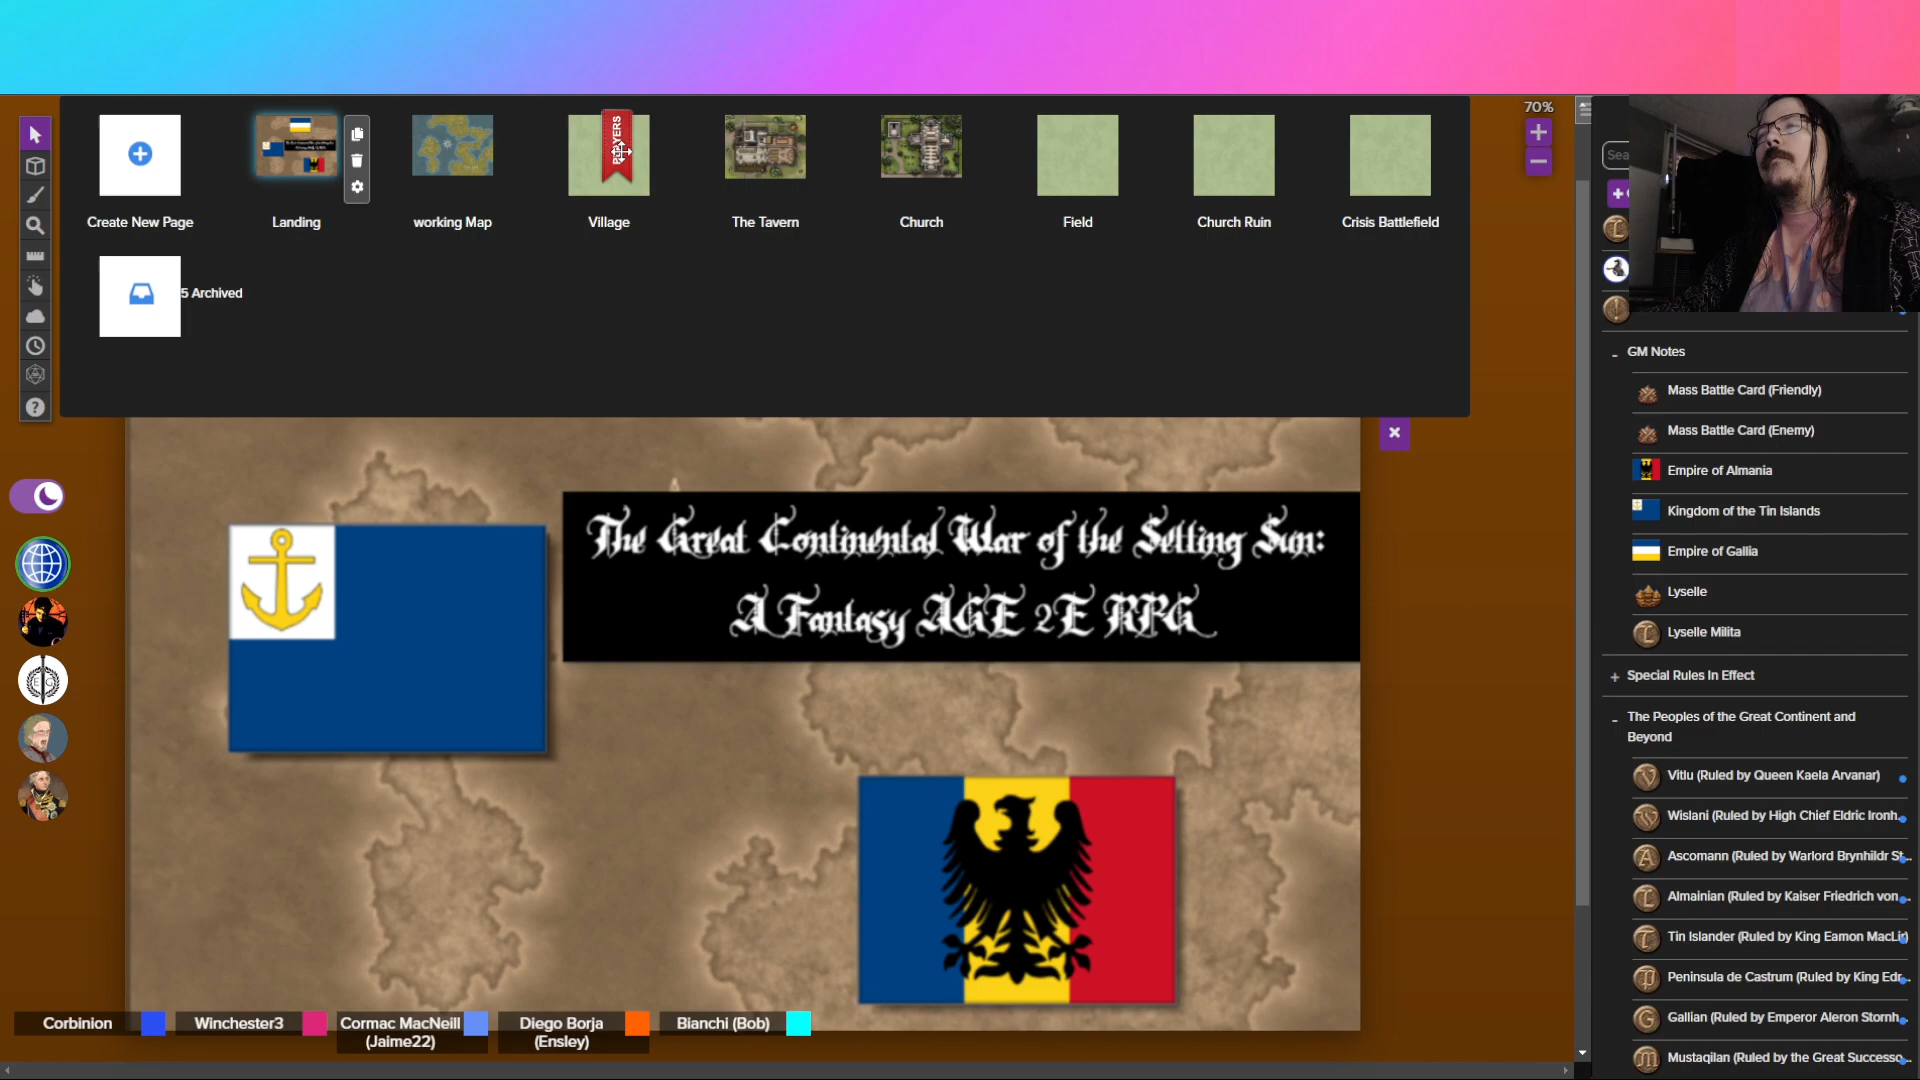 70%
PLAYERS
Create New Page
Landing
working Map
Village
The Tavern
Church
Field
Church Ruin
Crisis Battlefield
5 Archived
Sea
GM Notes
Mass Battle Card (Friendly)
Mass Battle Card (Enemy)
Empire of Almania
Kingdom of the Tin Islands
Empire of Gallia
Lyselle
Lyselle Milita
Special Rules In Effect
The Peoples of the Great Continent and
Beyond
Vitlu (Ruled by Queen Kaela Arvanar)
Wislani (Ruled by High Chief Eldric Ironh...
Ascomann (Ruled by Warlord Brynhildr St...
Almainian (Ruled by Kaiser Friedrich von...
Tin Islander (Ruled by King Eamon MacLir)
Peninsula de Castrum (Ruled by King Edr...
Gallian (Ruled by Emperor Aleron Stornh...
Mustaqilan (Ruled by the Great Successo...
The Great Continental War of the Setting Sun:
A Fantasy AGE 2E RPG
Corbinion
Winchester3
Cormac MacNeill
(Jaime22)
Diego Borja
(Ensley)
Bianchi (Bob)